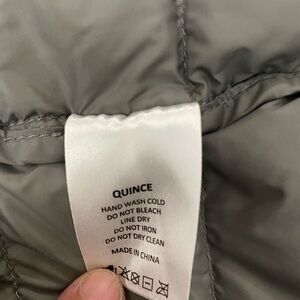 QUINCE
HAND WASH COLD
DO NOT BLEACH
LINE DRY
DO NOT IRON
DO NOT DRY CLEAN
MADE IN CHINA